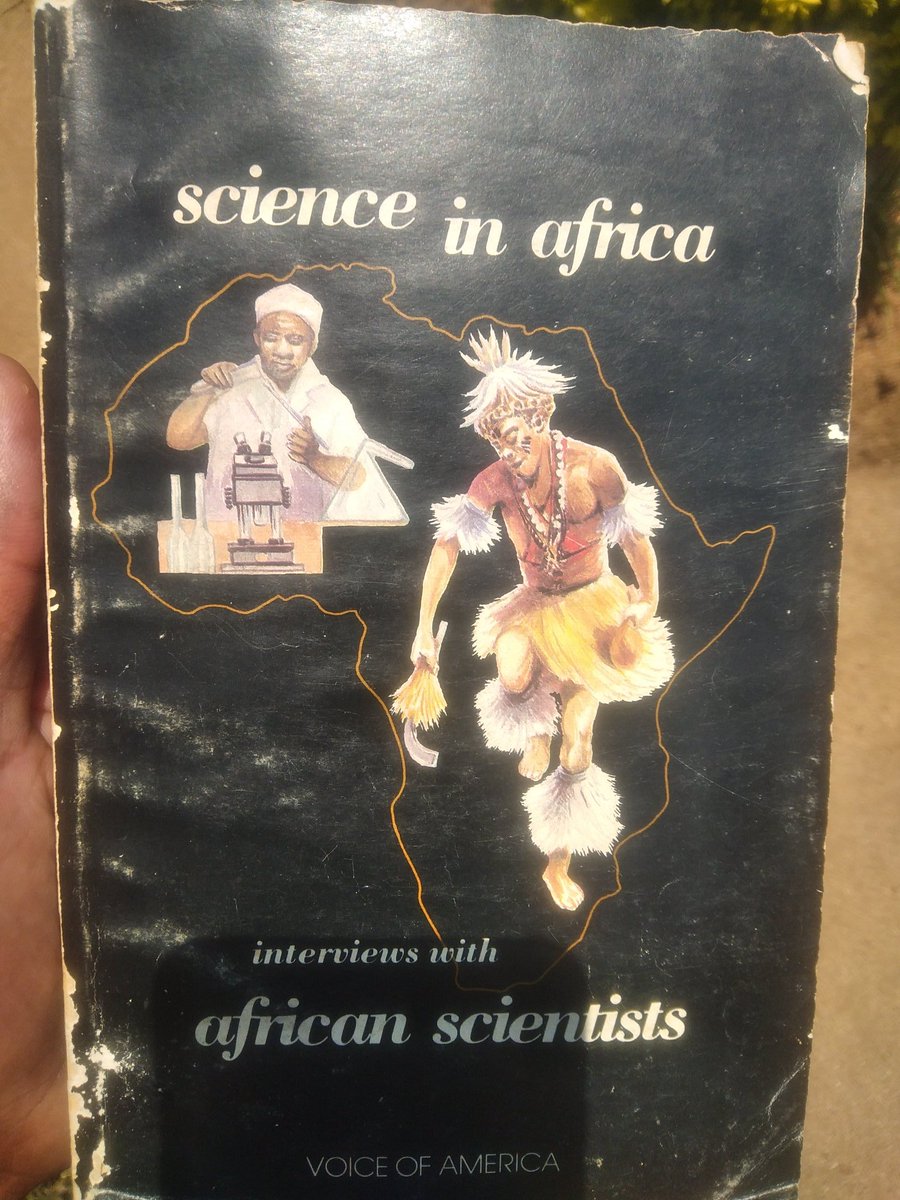 science in africa
interviews with
african scientists
VOICE OF AMERICA